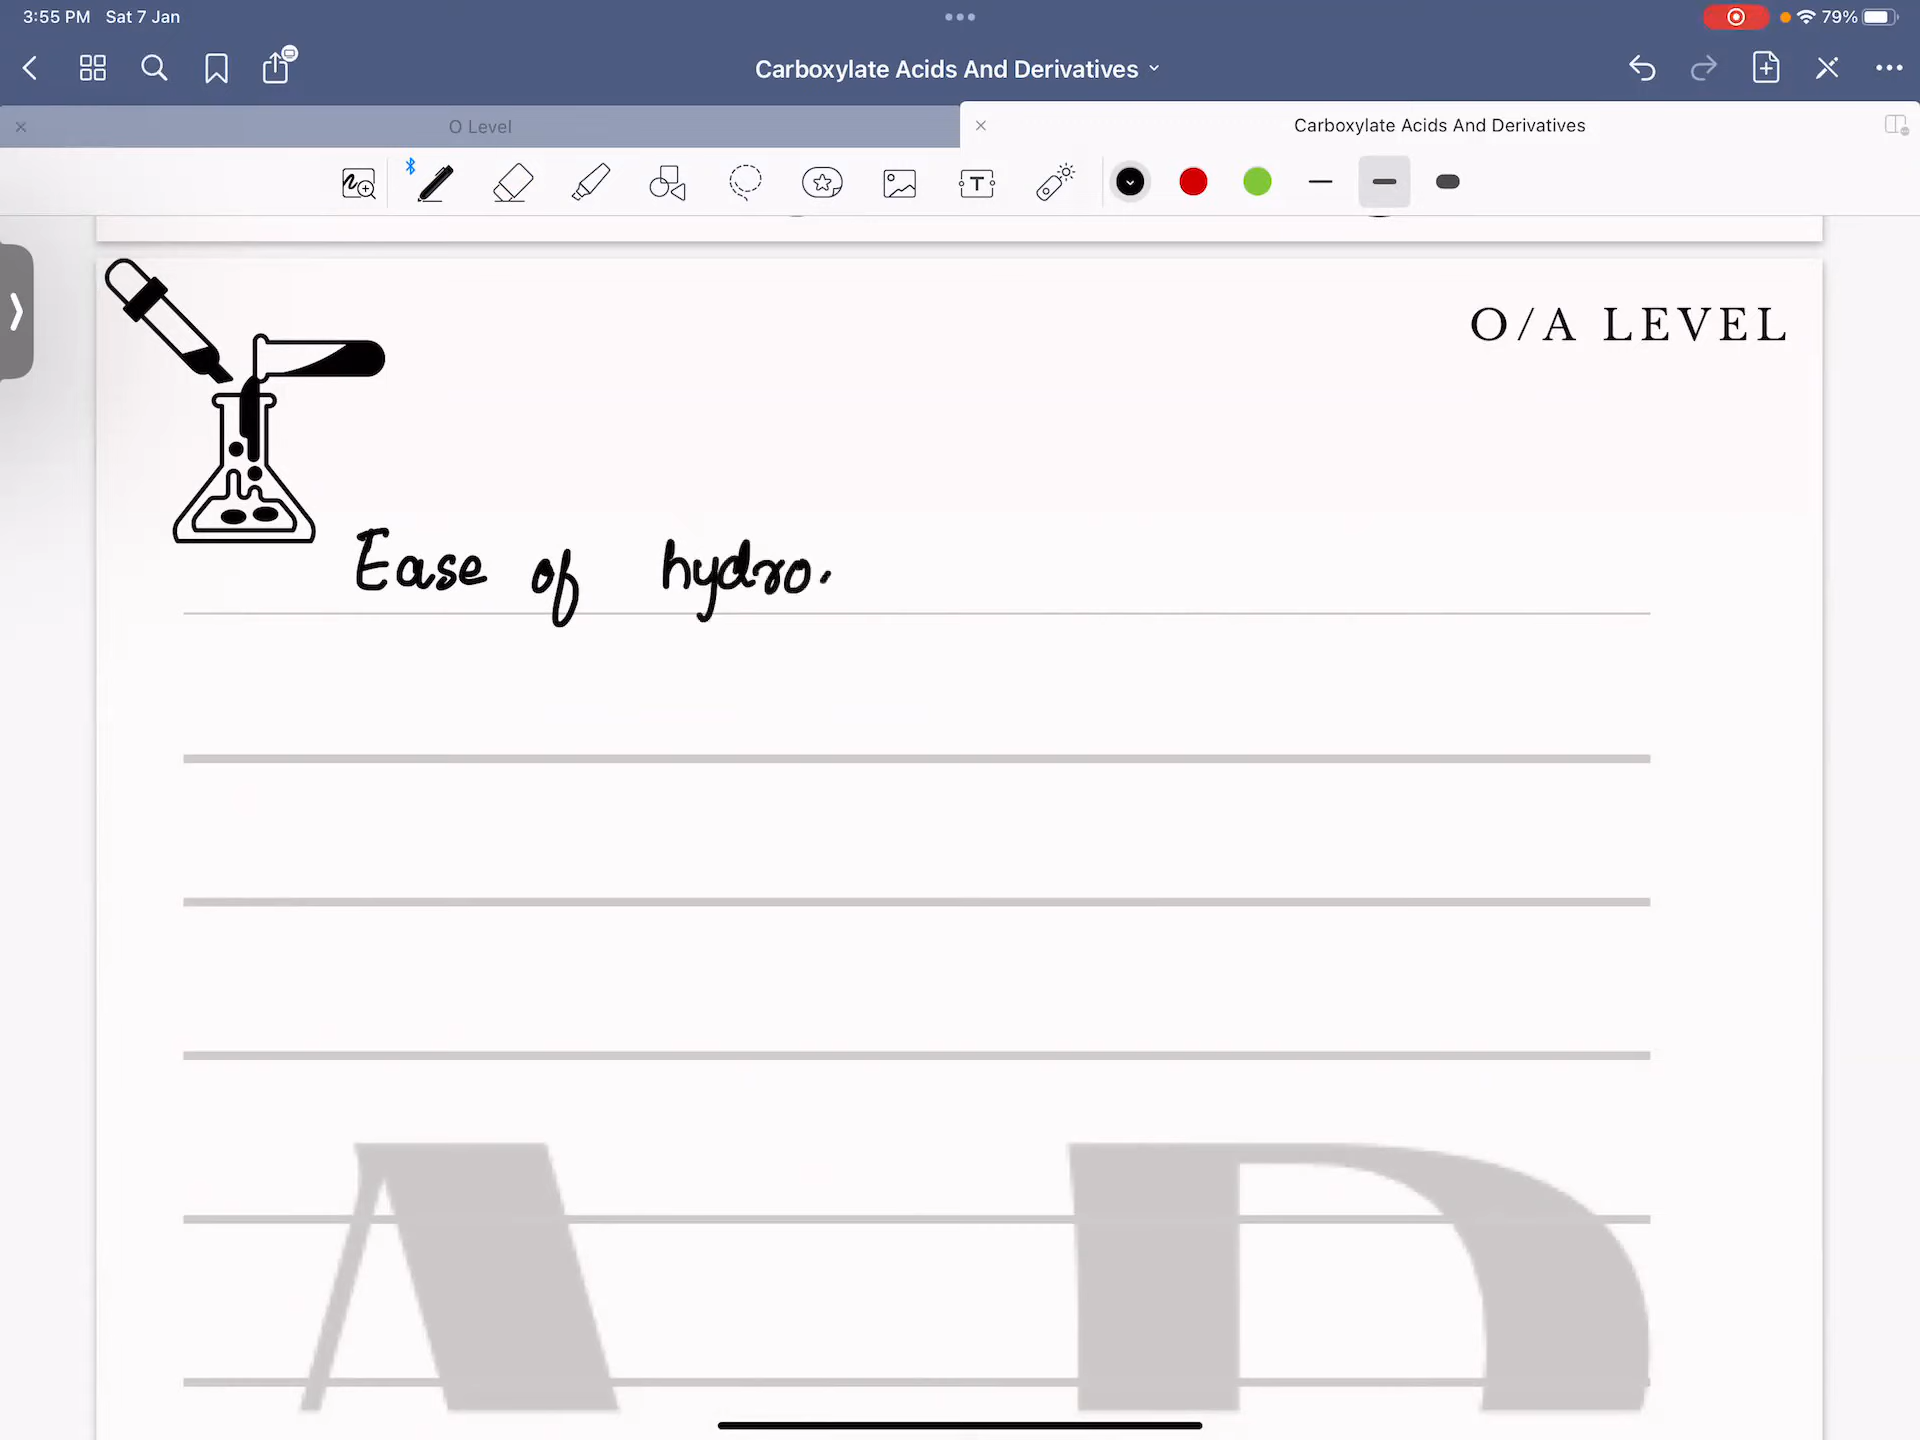 3:55 PM Sat 7 Jan
79%
Carboxylate Acids And Derivatives
O Level
Carboxylate Acids And Derivatives
T
O/A LEVEL
Ease of hydro.
A D